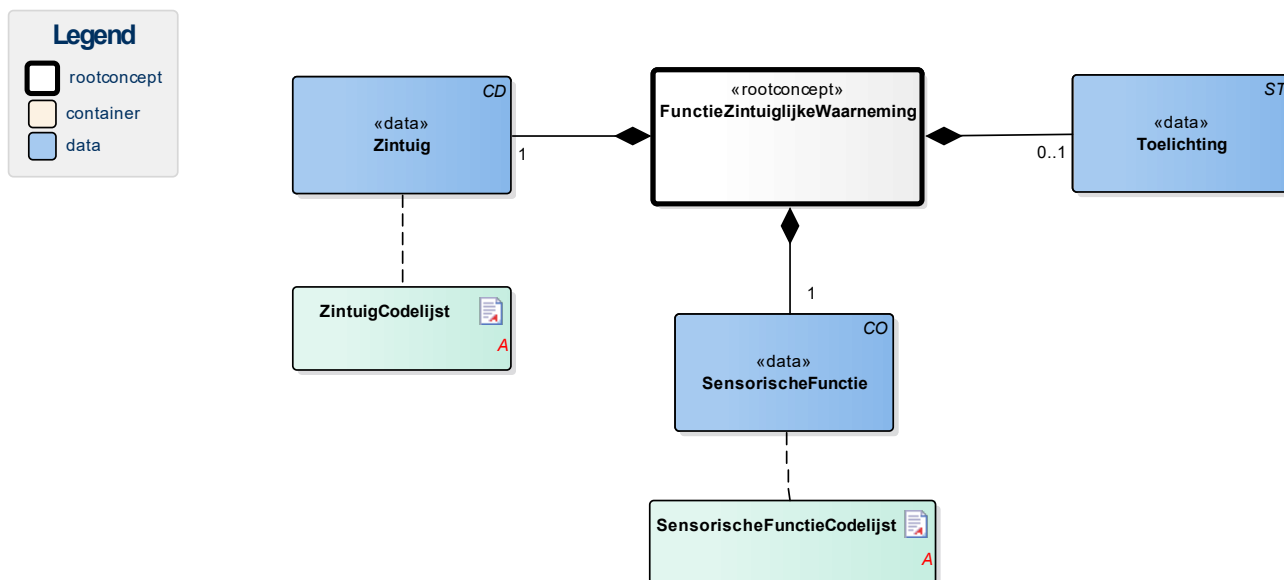 Legend
rootconcept
container
data
CD
«data»
Zintuig
1
«rootconcept»
FunctieZintuiglijkeWaarneming
ST
«data»
Toelichting
0..1
ZintuigCodelijst
A
1
CO
«data»
SensorischeFunctie
SensorischeFunctieCodelijst
A